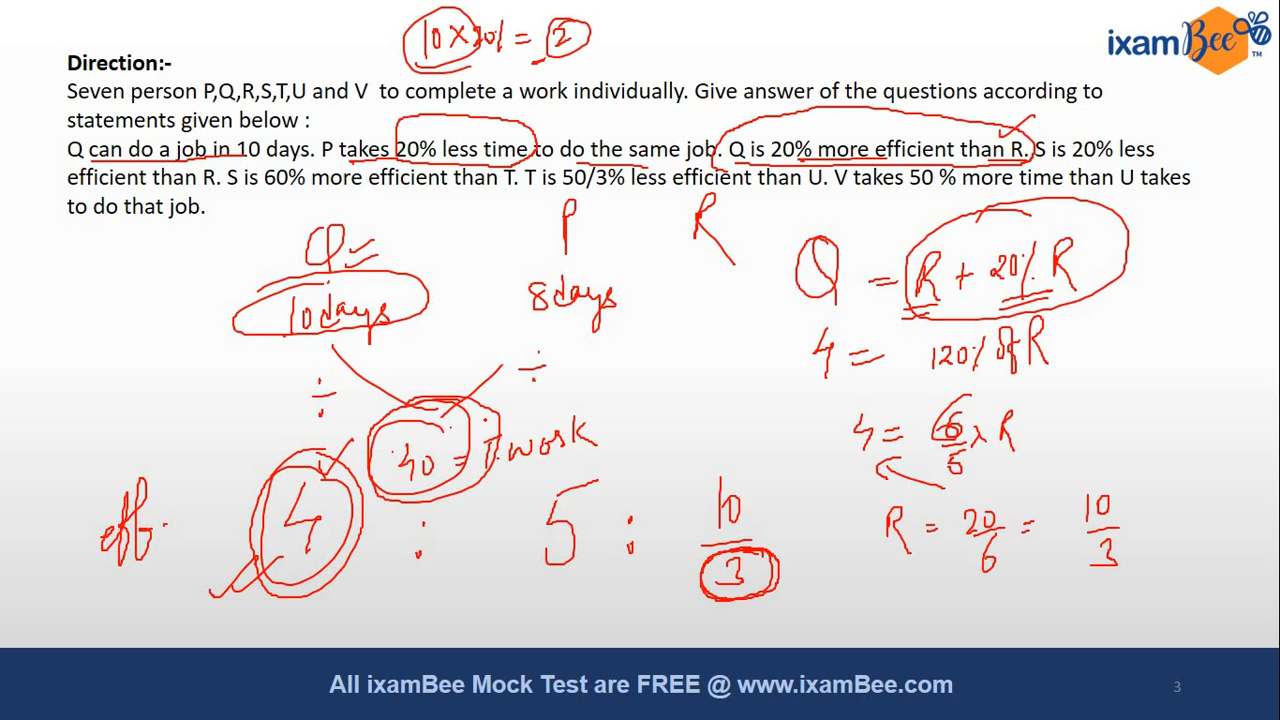 10 x 20% = 2
ixamBee
TM
Direction:-
Seven person P,Q,R,S,T,U and V to complete a work individually. Give answer of the questions according to
statements given below :
Q can do a job in 10 days. P takes 20% less time to do the same job. Q is 20% more efficient than R. S is 20% less
efficient than R. S is 60% more efficient than T. T is 50/3% less efficient than U. V takes 50 % more time than U takes
to do that job.
Q P R
10 days 8 days
Q = R + 20% R
4 = 120% of R
÷ ÷
40 = T. work
4 = 6/5 x R
eff. 4 : 5 : 10/3
R = 20/6 = 10/3
All ixamBee Mock Test are FREE @ www.ixamBee.com
3